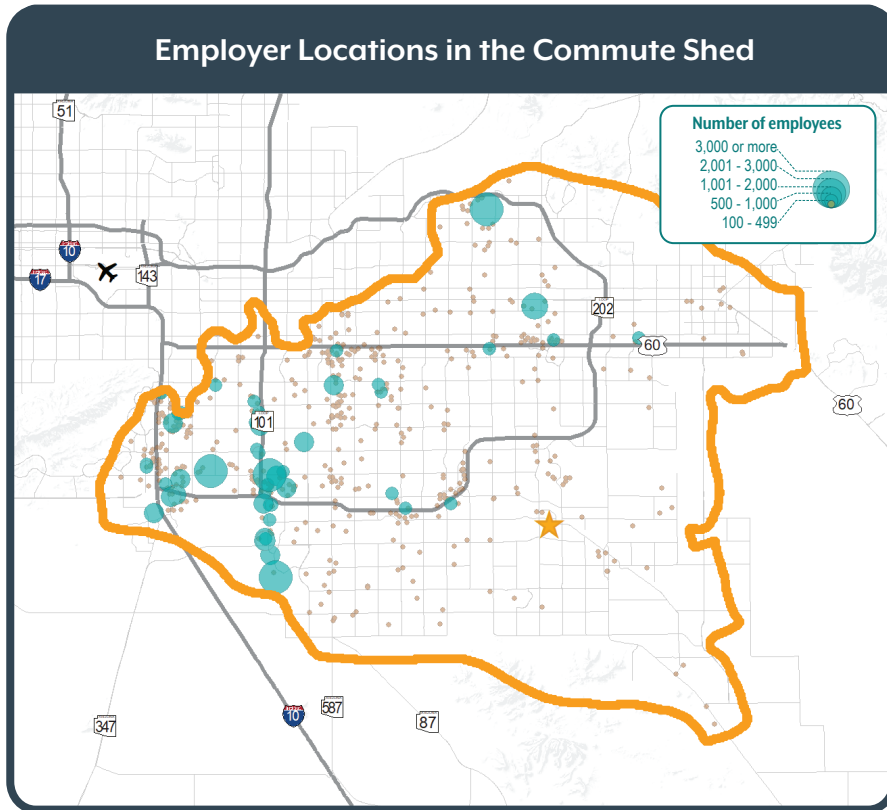 Employer Locations in the Commute Shed
51
Number of employees
3,000 or more
2,001 - 3,000
1,001 - 2,000
500 - 1,000
100 - 499
10
17
143
202
60
60
101
347
10
587
87